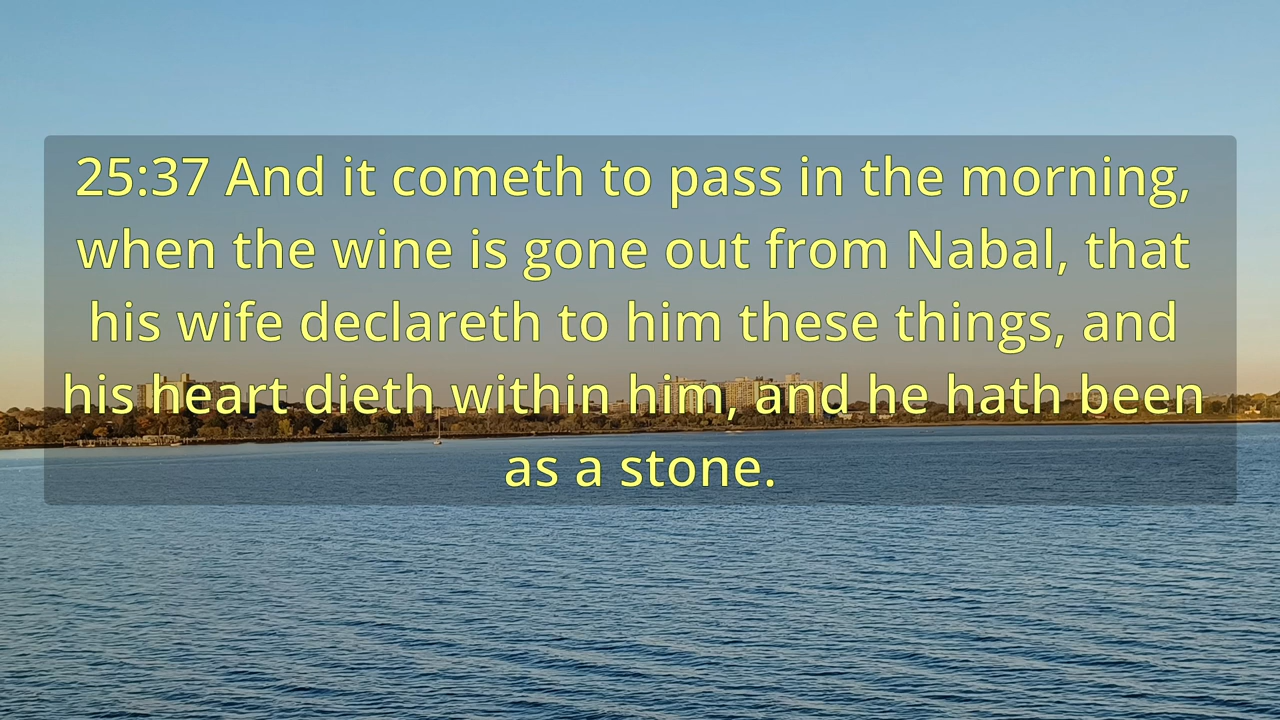 25:37 And it cometh to pass in the morning,
when the wine is gone out from Nabal, that
his wife declareth to him these things, and
his heart dieth within him, and he hath been
as a stone.